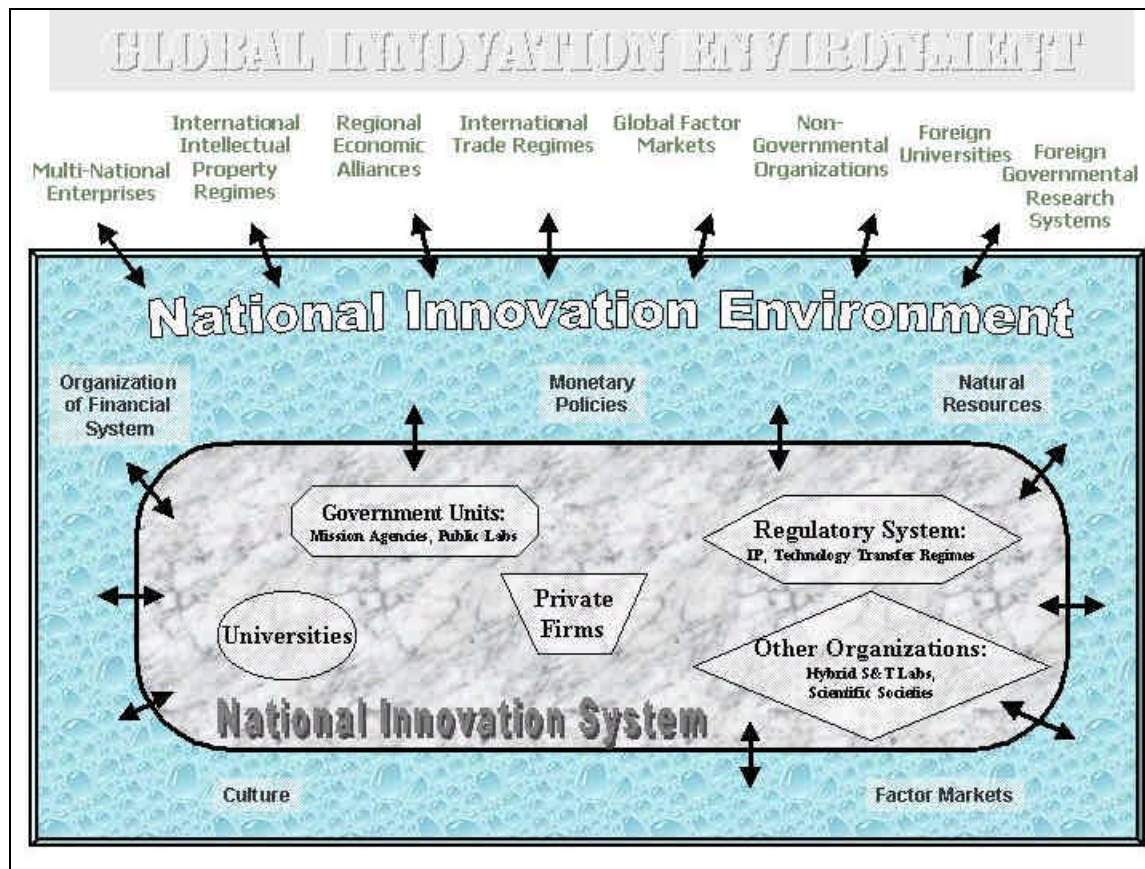 GLOBAL INNOVATION ENVIRONMENT
Multi-National
Enterprises
International
Intellectual
Property
Regimes
Regional
Economic
Alliances
International
Trade Regimes
Global Factor
Markets
Non-
Governmental
Organizations
Foreign
Universities
Foreign
Governmental
Research
Systems
National Innovation Environment
Organization
of Financial
System
Monetary
Policies
Natural
Resources
Government Units:
Mission Agencies, Public Labs
Regulatory System:
IP, Technology Transfer Regimes
Universities
Private
Firms
Other Organizations:
Hybrid S&T Labs,
Scientific Societies
National Innovation System
Culture
Factor Markets